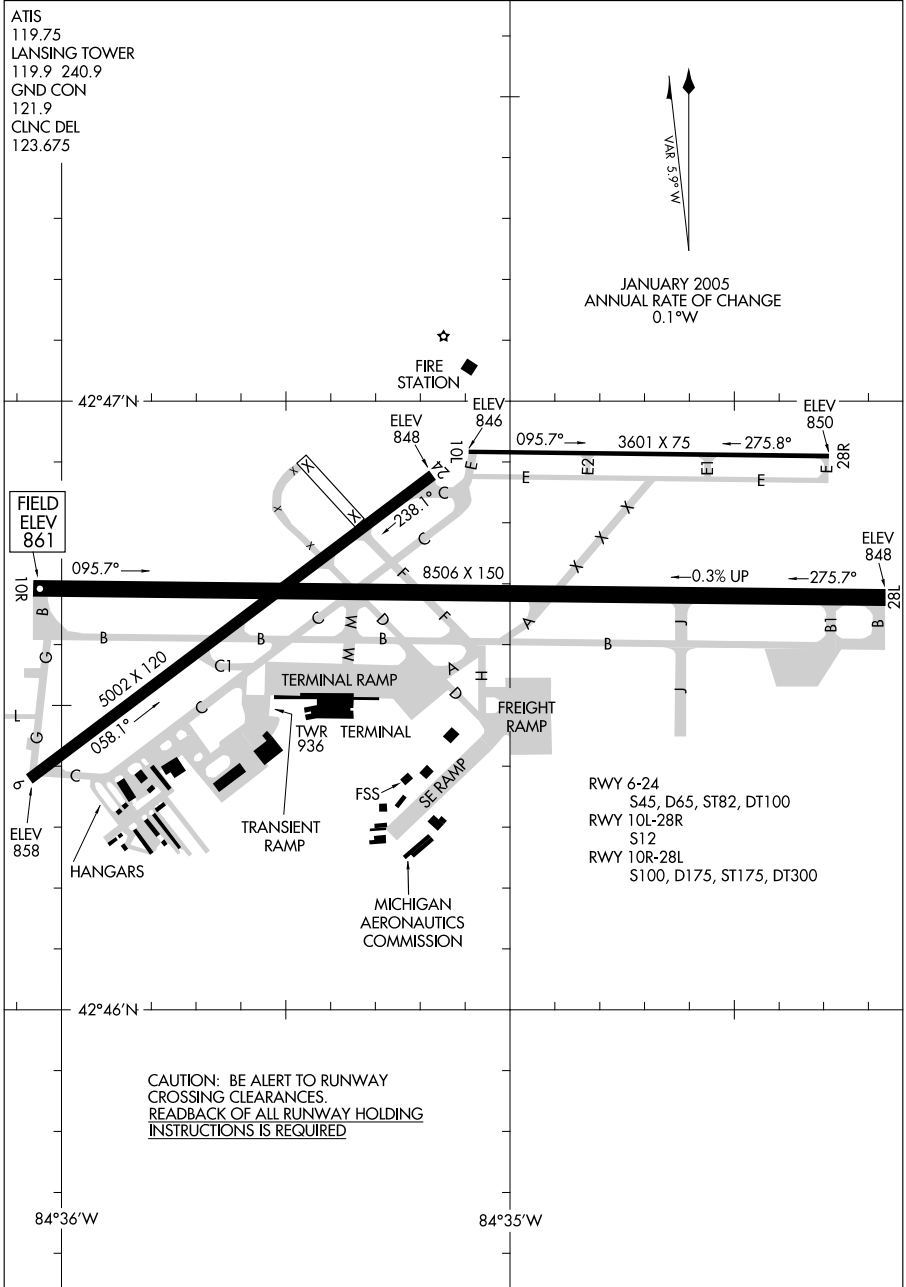 ATIS
119.75
LANSING TOWER
119.9 240.9
GND CON
121.9
CLNC DEL
123.675
VAR 5.9° W
JANUARY 2005
ANNUAL RATE OF CHANGE
0.1°W
FIRE
STATION
42°47'N
ELEV
848
ELEV
846
ELEV
850
10L
095.7°
3601 X 75
275.8°
28R
24
E
E2
E1
E
E
E
C
X
X
238.1°
X
X
X
X
X
X
C
FIELD
ELEV
861
ELEV
848
10R
095.7°
F
8506 X 150
0.3% UP
275.7°
28L
B
B
B
C
W
W
D
B
F
A
B
J
J
B1
B
G
G
L
C1
5002 X 120
058.1°
C
TERMINAL RAMP
A
D
H
FREIGHT
RAMP
TWR
936
TERMINAL
6
C
FSS
SE RAMP
ELEV
858
HANGARS
TRANSIENT
RAMP
RWY 6-24
S45, D65, ST82, DT100
RWY 10L-28R
S12
RWY 10R-28L
S100, D175, ST175, DT300
MICHIGAN
AERONAUTICS
COMMISSION
42°46'N
CAUTION: BE ALERT TO RUNWAY
CROSSING CLEARANCES.
READBACK OF ALL RUNWAY HOLDING
INSTRUCTIONS IS REQUIRED
84°36'W
84°35'W